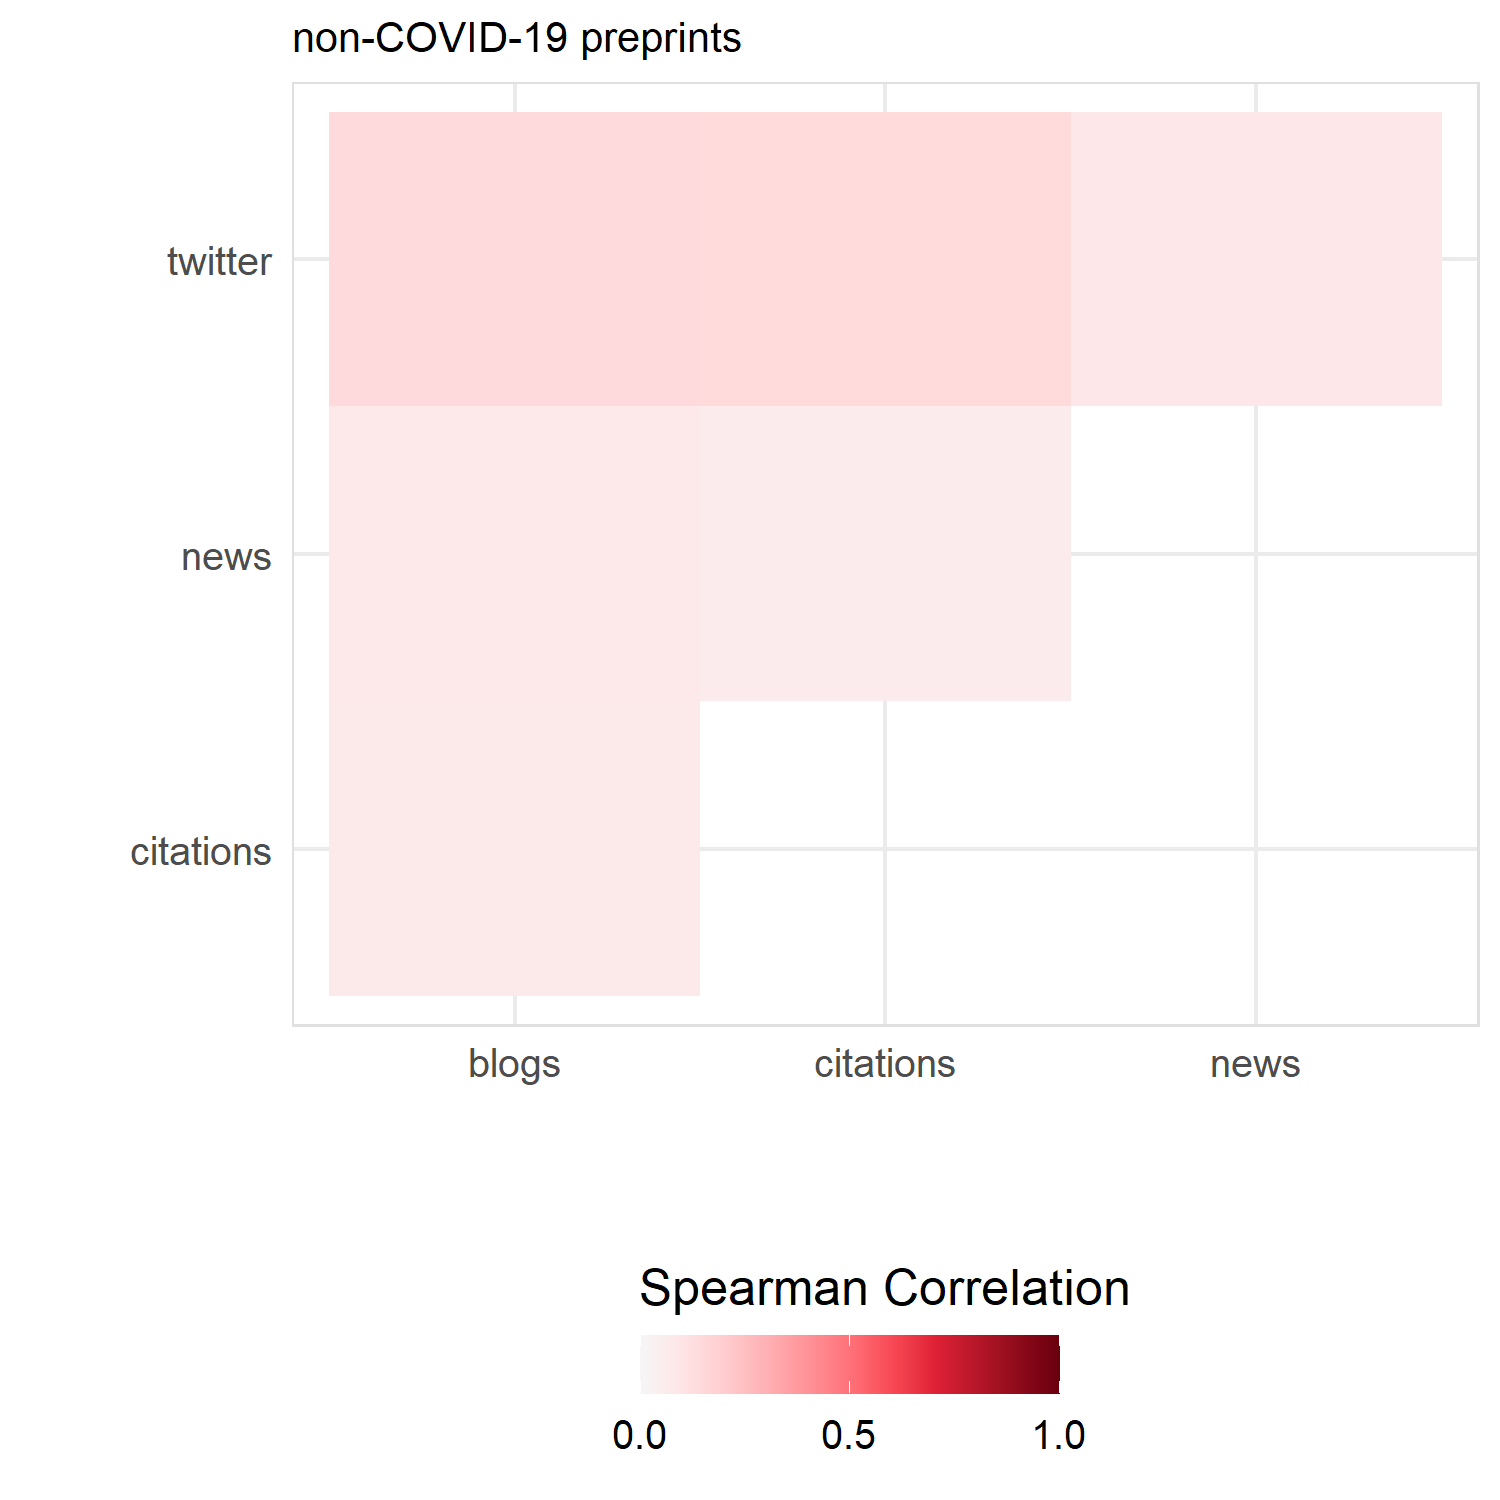 non-COVID-19 preprints
twitter
news
citations
blogs citations news
Spearman Correlation
0.0 0.5 1.0